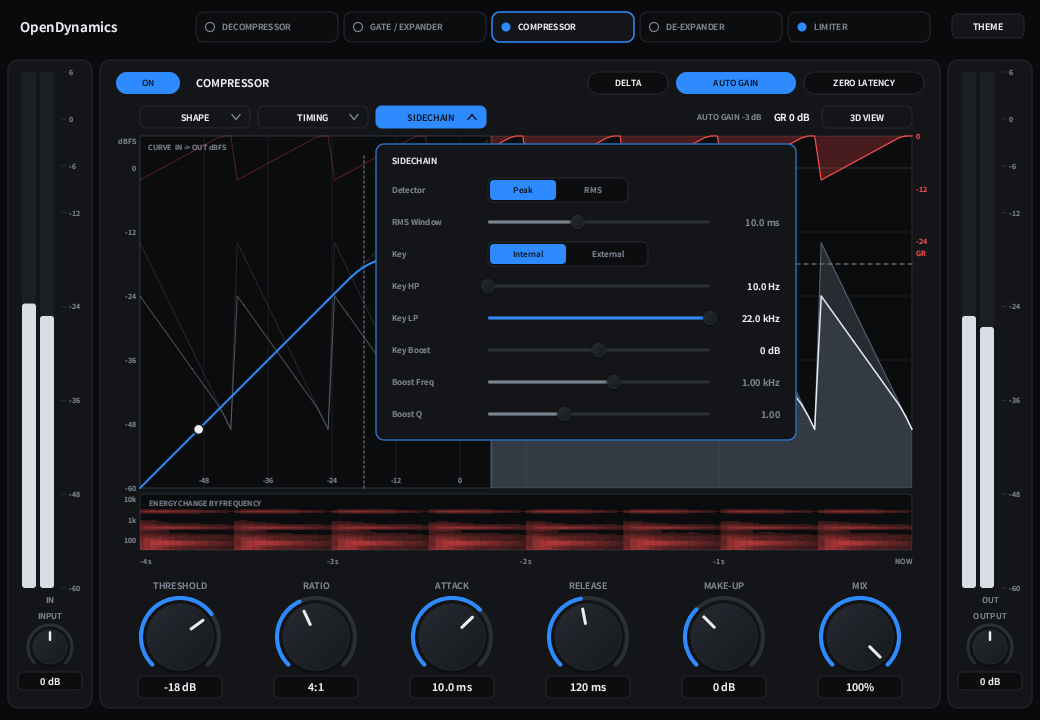 OpenDynamics
DECOMPRESSOR
GATE / EXPANDER
COMPRESSOR
DE-EXPANDER
LIMITER
THEME
ON
COMPRESSOR
DELTA
AUTO GAIN
ZERO LATENCY
SHAPE
TIMING
SIDECHAIN
AUTO GAIN -3 dB
GR 0 dB
3D VIEW
dBFS
CURVE IN -> OUT dBFS
0
-12
-24
-36
-48
-60
-48
-36
-24
-12
0
0
-12
-24
GR
SIDECHAIN
Detector
Peak
RMS
RMS Window
10.0 ms
Key
Internal
External
Key HP
10.0 Hz
Key LP
22.0 kHz
Key Boost
0 dB
Boost Freq
1.00 kHz
Boost Q
1.00
10k
1k
100
ENERGY CHANGE BY FREQUENCY
-4s
-3s
-2s
-1s
NOW
THRESHOLD
RATIO
ATTACK
RELEASE
MAKE-UP
MIX
-18 dB
4:1
10.0 ms
120 ms
0 dB
100%
6
0
-6
-12
-24
-36
-48
-60
IN
INPUT
0 dB
6
0
-6
-12
-24
-36
-48
-60
OUT
OUTPUT
0 dB